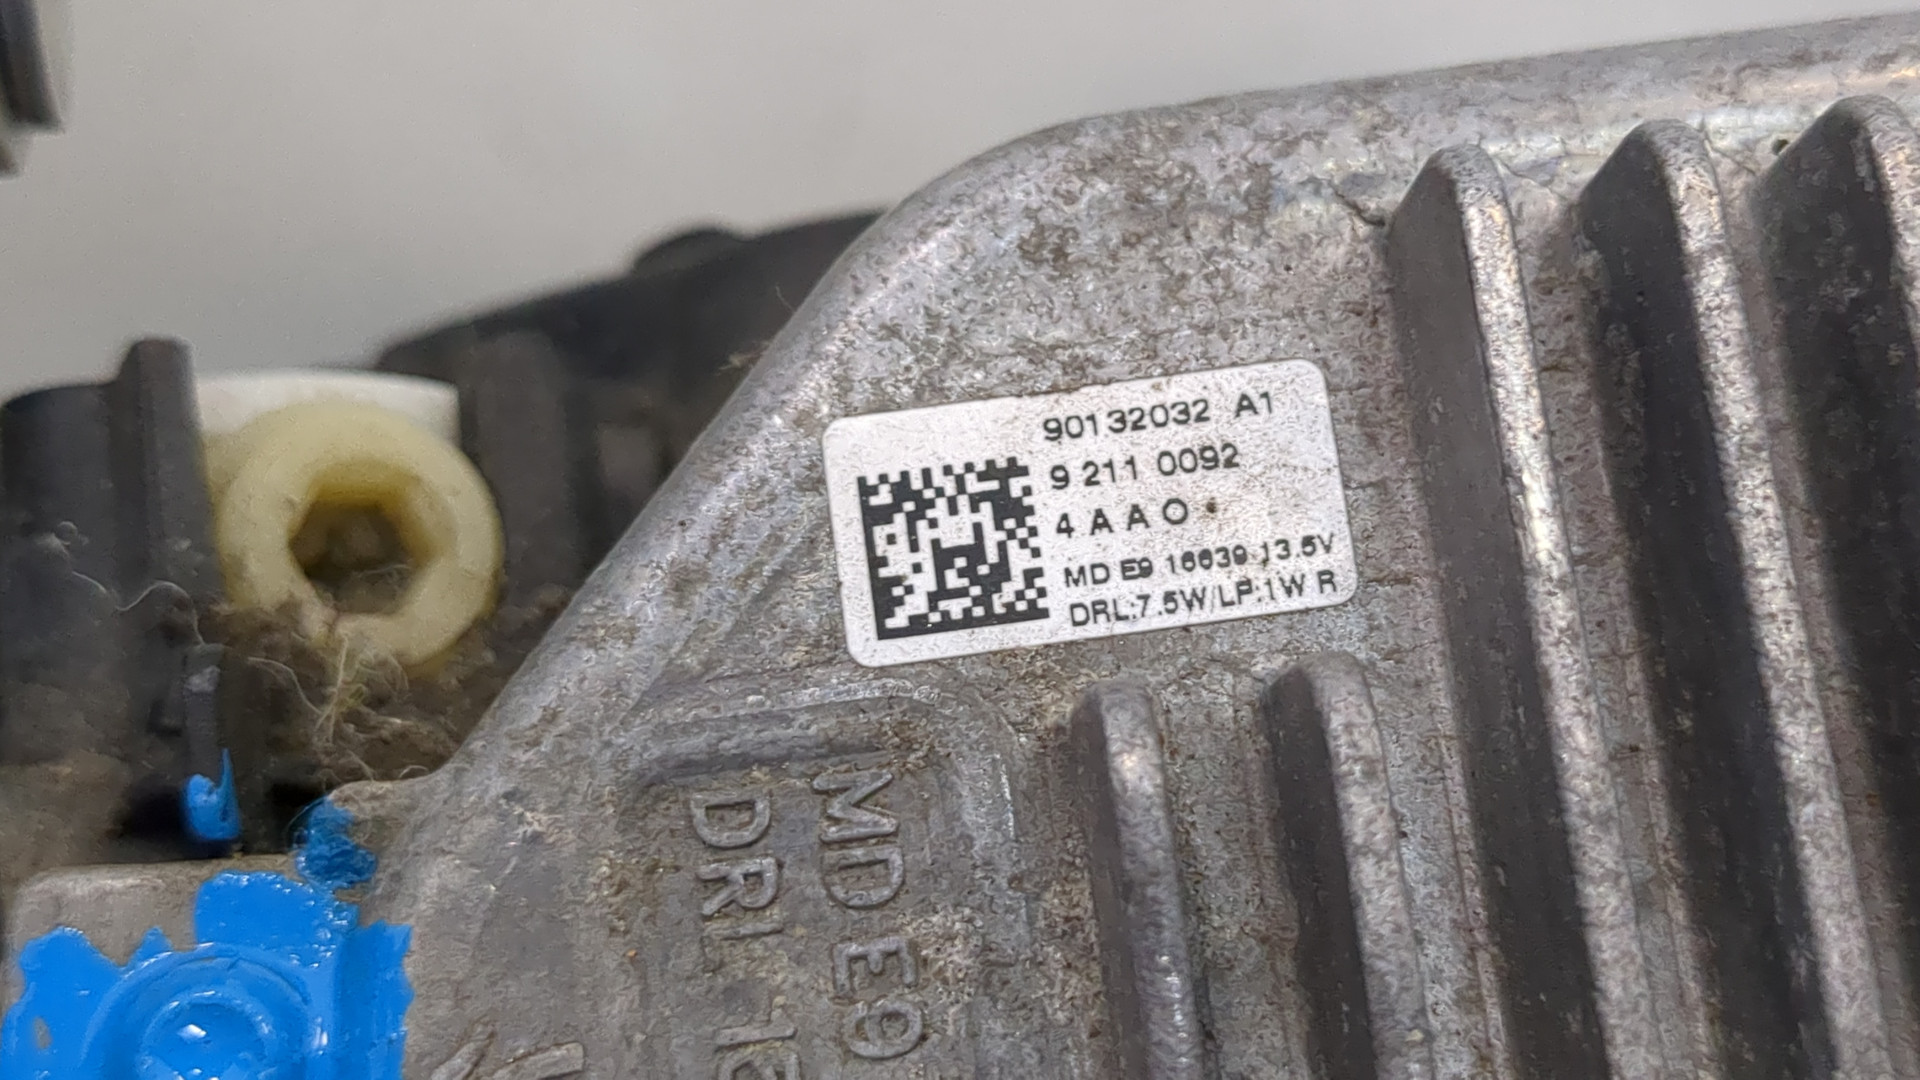 90132032 A1
9 211 0092
4 A A O
MD E9 16639 13.5V
DRL:7.5W/LP:1W R
MD E9
DRL 1